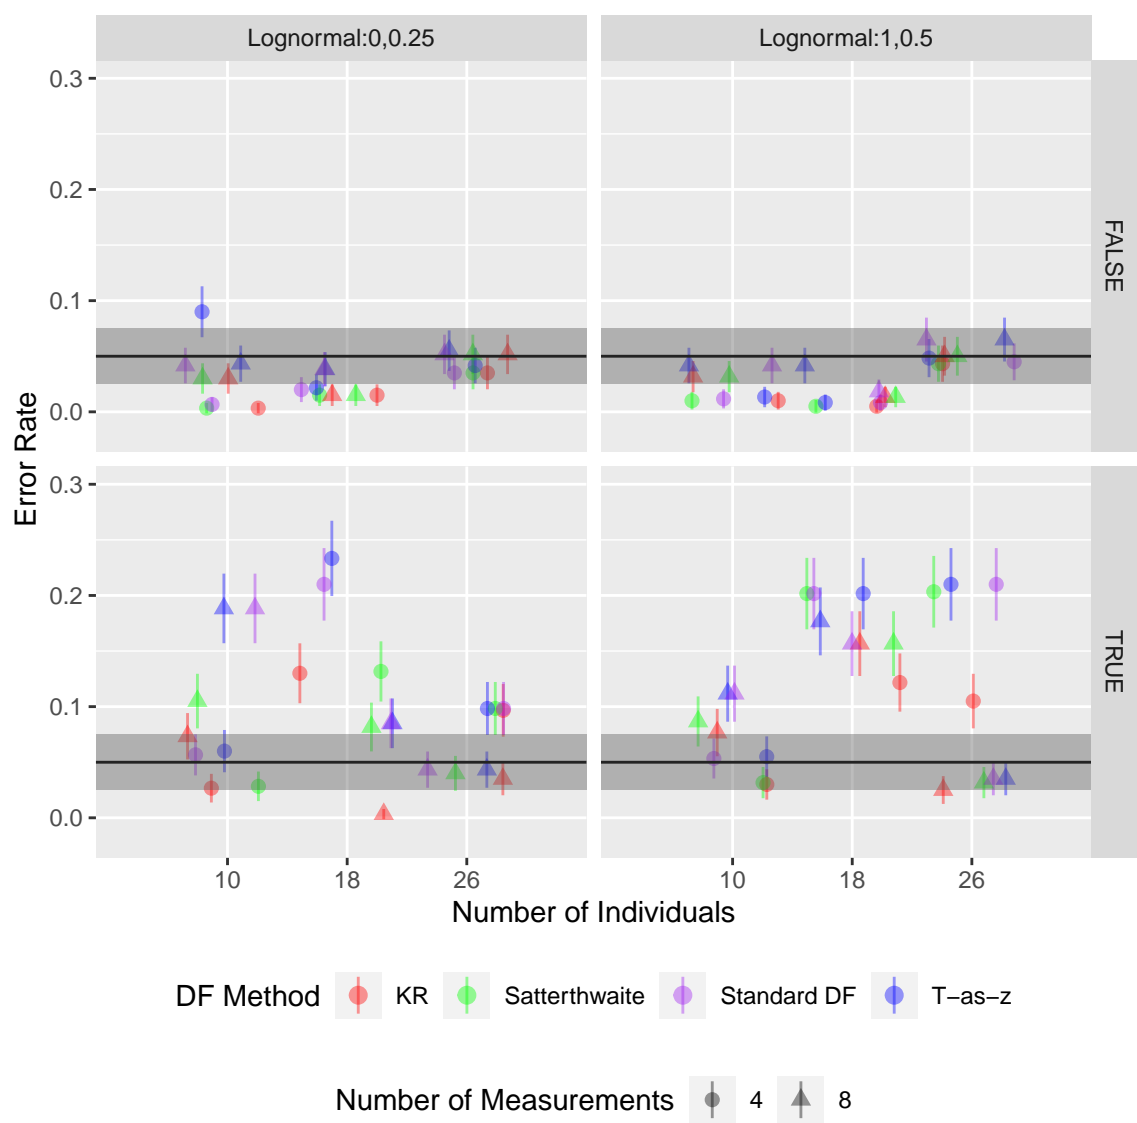 Lognormal:0,0.25 Lognormal:1,0.5
0.3
0.2
0.1
0.0
FALSE
Error Rate
0.3
0.2
0.1
0.0
TRUE
10 18 26 10 18 26
Number of Individuals
DF Method KR Satterthwaite Standard DF T−as−z
Number of Measurements 4 8